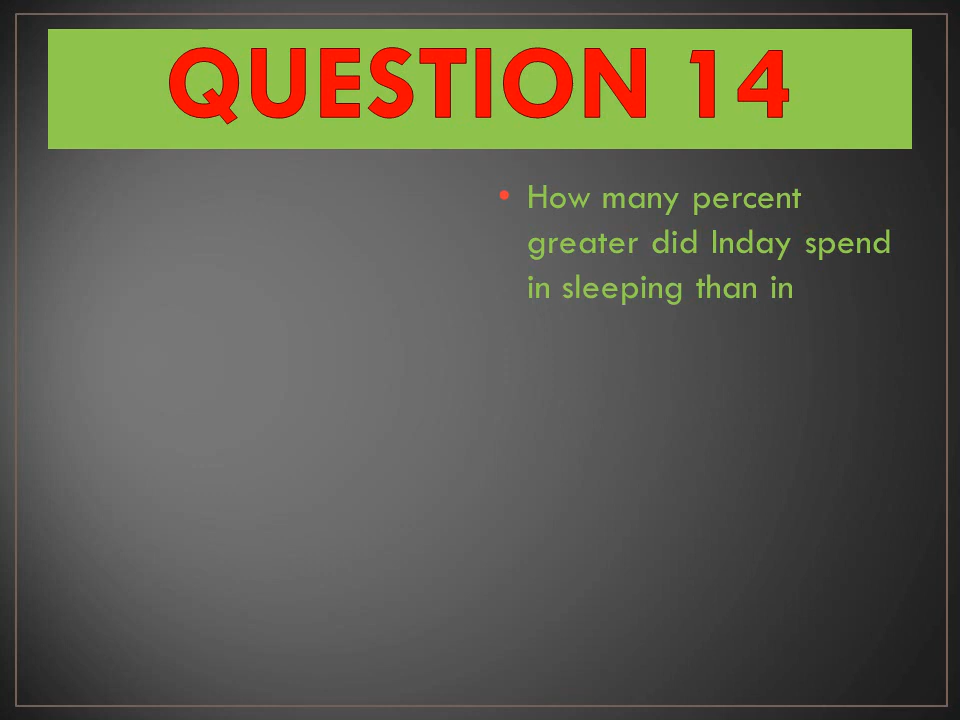 QUESTION 14
• How many percent
greater did Inday spend
in sleeping than in